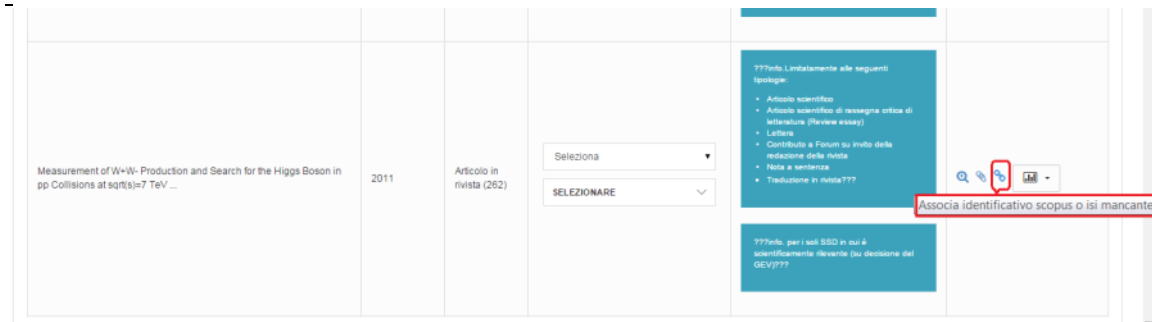 ???info.Limitatamente alle seguenti
tipologie:
Articolo scientifico
Articolo scientifico di rassegna critica di
letteratura (Review essay)
Lettera
Contributo a Forum su invito della
redazione della rivista
Nota a sentenza
Traduzione in rivista???
Measurement of W+W- Production and Search for the Higgs Boson in
pp Collisions at sqrt(s)=7 TeV ...
2011
Articolo in
rivista (262)
Seleziona
SELEZIONARE
Associa identificativo scopus o isi mancante
???info. per i soli SSD in cui è
scientificamente rilevante (su decisione del
GEV)???